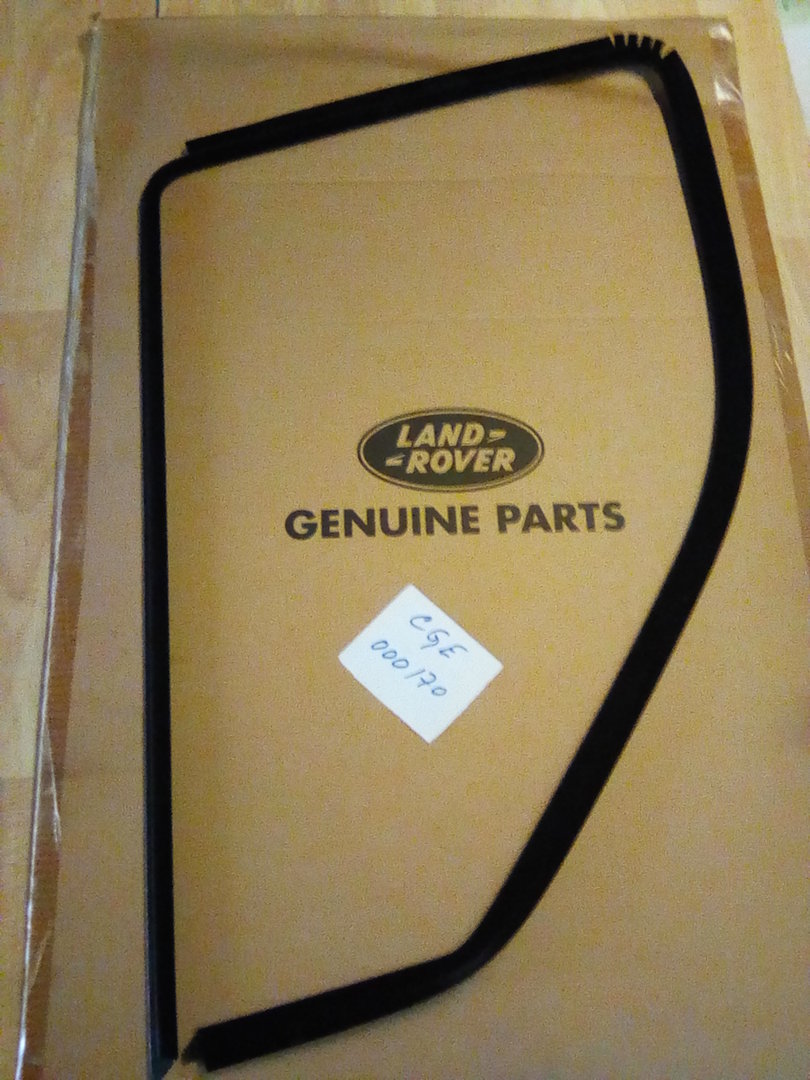 LAND-
-ROVER
GENUINE PARTS
CGE
000170